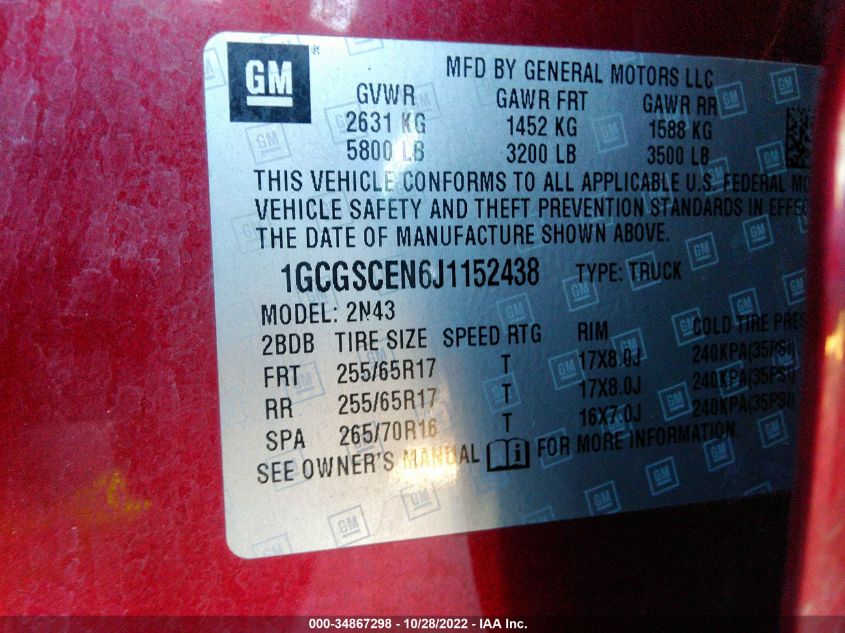 GM®
MFD BY GENERAL MOTORS LLC
GVWR GAWR FRT GAWR RR
2631 KG 1452 KG 1588 KG
5800 LB 3200 LB 3500 LB
THIS VEHICLE CONFORMS TO ALL APPLICABLE U.S. FEDERAL MO
VEHICLE SAFETY AND THEFT PREVENTION STANDARDS IN EFFEC
THE DATE OF MANUFACTURE SHOWN ABOVE.
1GCGSCEN6J1152438 TYPE: TRUCK
MODEL: 2N43
2BDB TIRE SIZE SPEED RTG RIM COLD TIRE PRES
FRT 255/65R17 T 17X8.0J 240KPA(35PSI)
RR 255/65R17 T 17X8.0J 240KPA(35PSI)
SPA 265/70R16 T 16X7.0J 240KPA(35PSI)
SEE OWNER'S MANUAL FOR MORE INFORMATION.
000-34867298 - 10/28/2022 - IAA Inc.